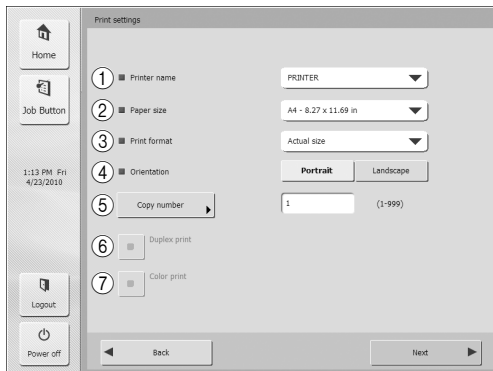 Print settings
Home
Job Button
1:13 PM Fri
4/23/2010
Logout
Power off
1 Printer name PRINTER
2 Paper size A4 - 8.27 x 11.69 in
3 Print format Actual size
4 Orientation Portrait Landscape
5 Copy number 1 (1-999)
6 Duplex print
7 Color print
Back Next